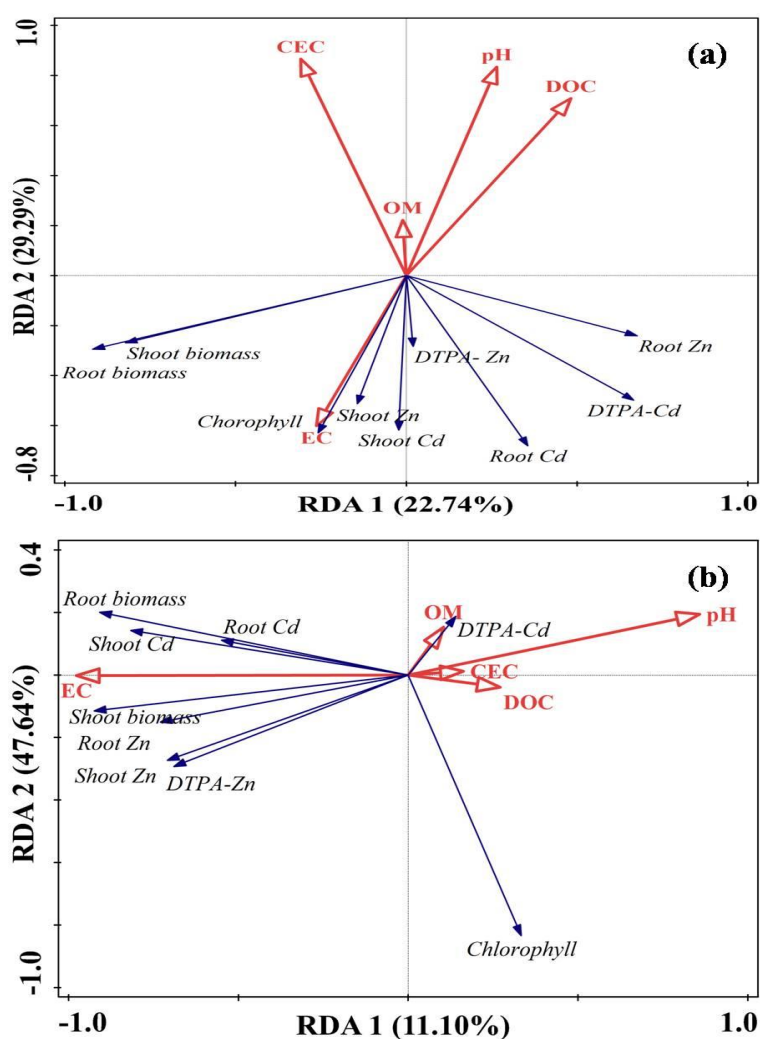 1.0
CEC
pH
(a)
DOC
OM
RDA 2 (29.29%)
Shoot biomass
Root biomass
DTPA- Zn
Root Zn
Chorophyll
Shoot Zn
DTPA-Cd
EC
Shoot Cd
Root Cd
-0.8
-1.0
RDA 1 (22.74%)
1.0
0.4
(b)
Root biomass
OM
pH
Root Cd
DTPA-Cd
Shoot Cd
CEC
EC
DOC
Shoot biomass
Root Zn
Shoot Zn
DTPA-Zn
RDA 2 (47.64%)
Chlorophyll
-1.0
-1.0
RDA 1 (11.10%)
1.0